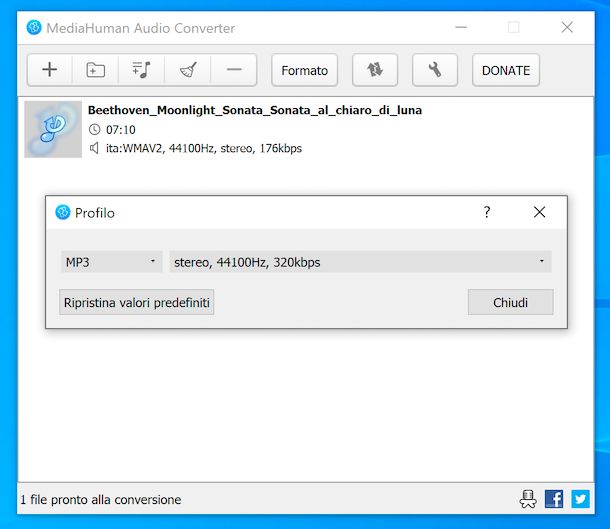 MediaHuman Audio Converter
Formato
DONATE
Beethoven_Moonlight_Sonata_Sonata_al_chiaro_di_luna
07:10
ita:WMAV2, 44100Hz, stereo, 176kbps
Profilo
?
MP3
stereo, 44100Hz, 320kbps
Ripristina valori predefiniti
Chiudi
1 file pronto alla conversione